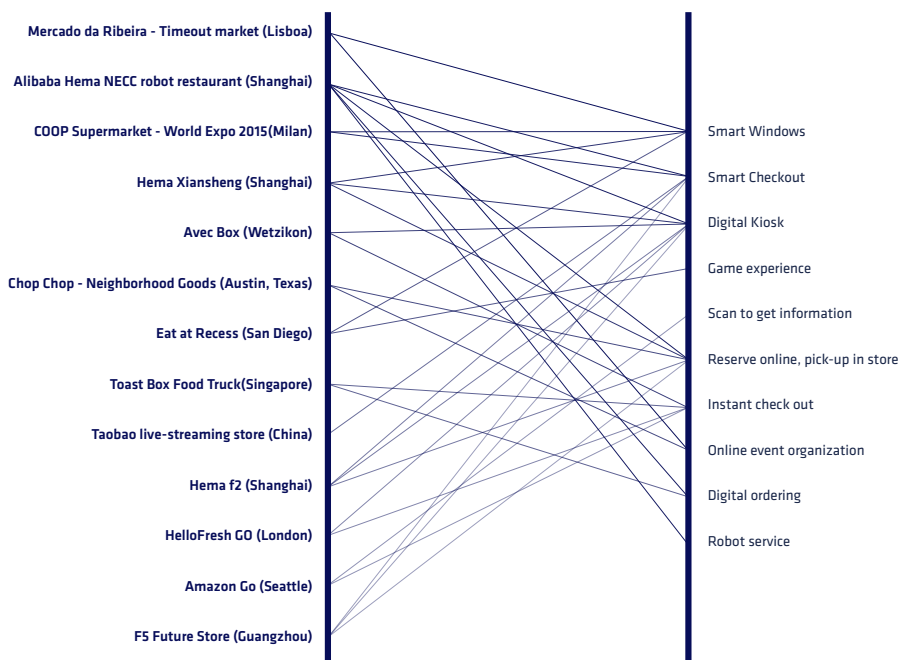 Mercado da Ribeira - Timeout market (Lisboa)
Alibaba Hema NECC robot restaurant (Shanghai)
COOP Supermarket - World Expo 2015(Milan)
Hema Xiansheng (Shanghai)
Avec Box (Wetzikon)
Chop Chop - Neighborhood Goods (Austin, Texas)
Eat at Recess (San Diego)
Toast Box Food Truck(Singapore)
Taobao live-streaming store (China)
Hema f2 (Shanghai)
HelloFresh GO (London)
Amazon Go (Seattle)
F5 Future Store (Guangzhou)
Smart Windows
Smart Checkout
Digital Kiosk
Game experience
Scan to get information
Reserve online, pick-up in store
Instant check out
Online event organization
Digital ordering
Robot service